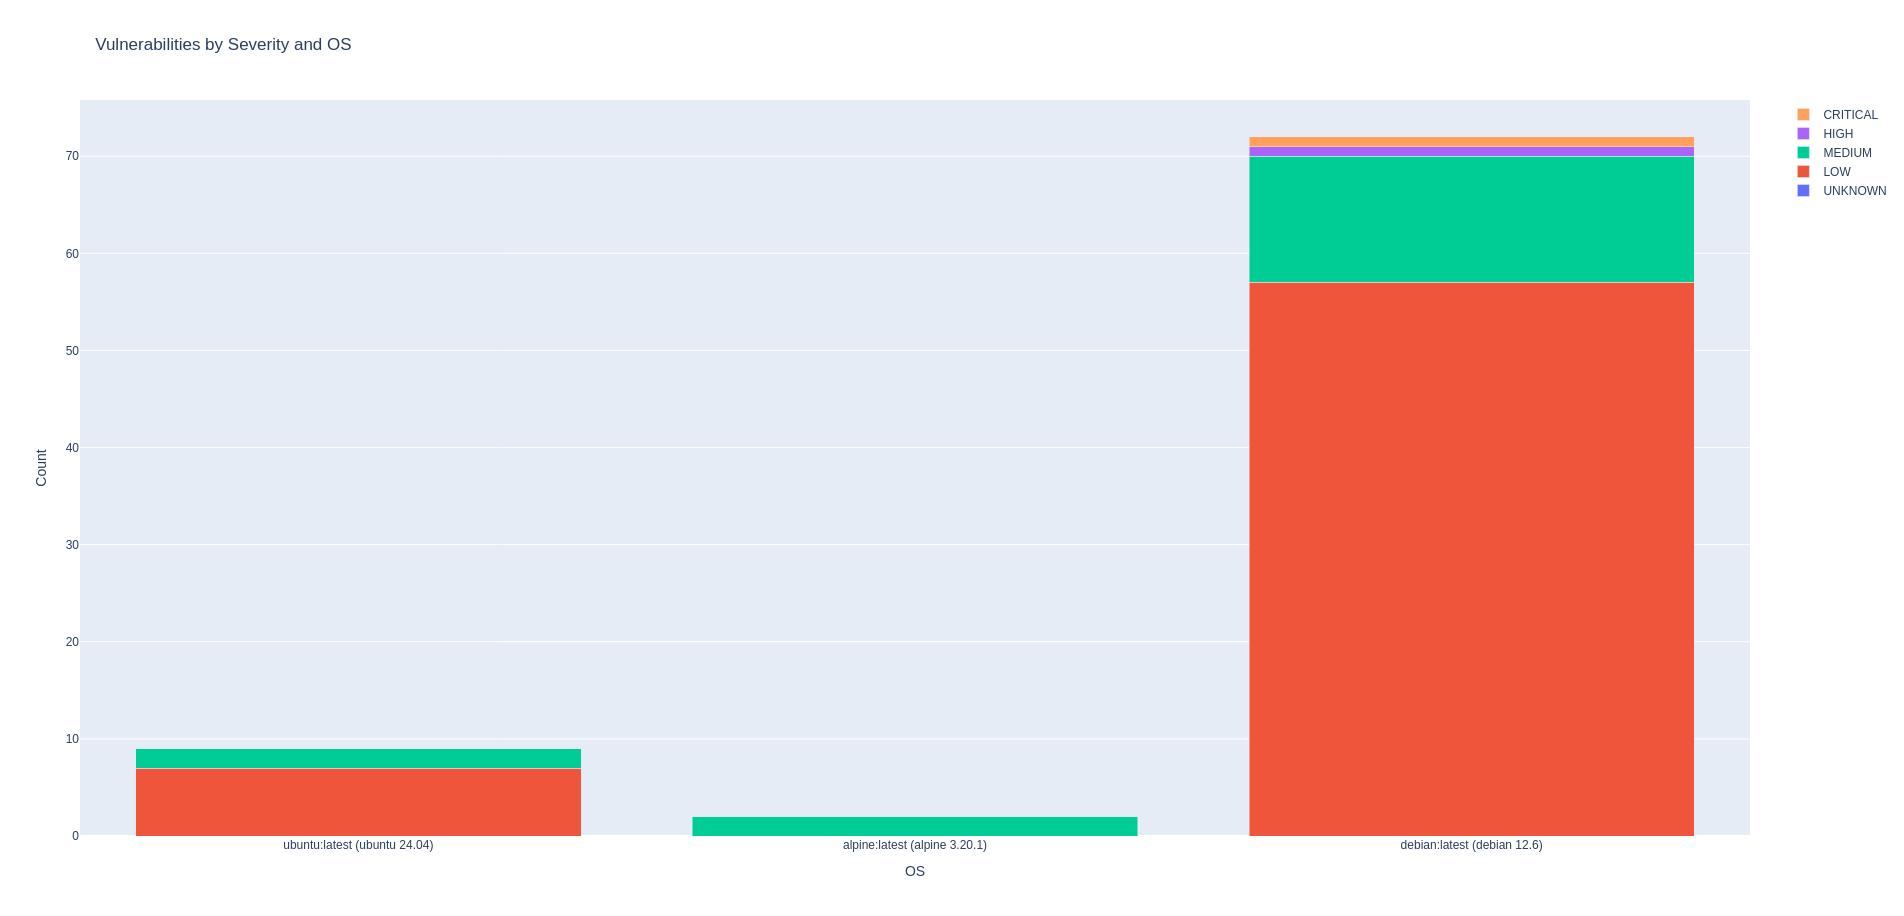 Vulnerabilities by Severity and OS
CRITICAL
HIGH
MEDIUM
LOW
UNKNOWN
70
60
50
40
30
20
10
0
Count
ubuntu:latest (ubuntu 24.04)
alpine:latest (alpine 3.20.1)
debian:latest (debian 12.6)
OS